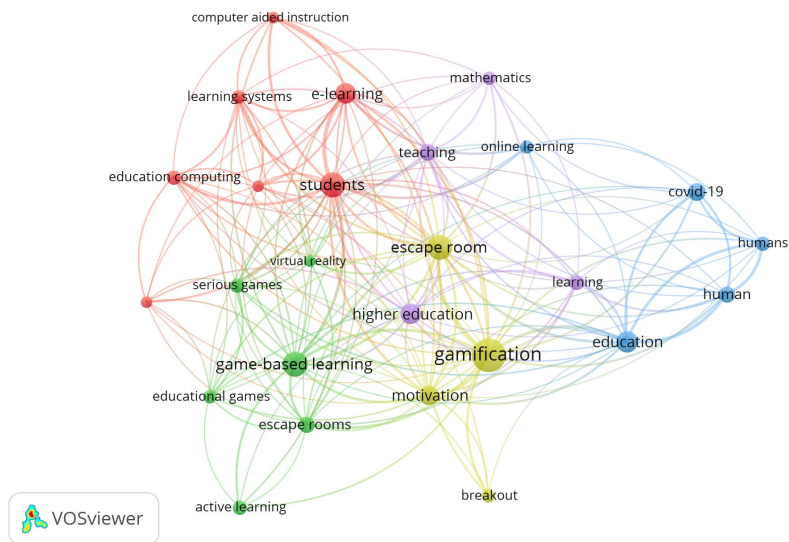 computer aided instruction
mathematics
learning systems
e-learning
teaching
online learning
education computing
students
covid-19
escape room
humans
virtual reality
serious games
learning
human
higher education
education
gamification
game-based learning
motivation
educational games
escape rooms
breakout
active learning
VOSviewer